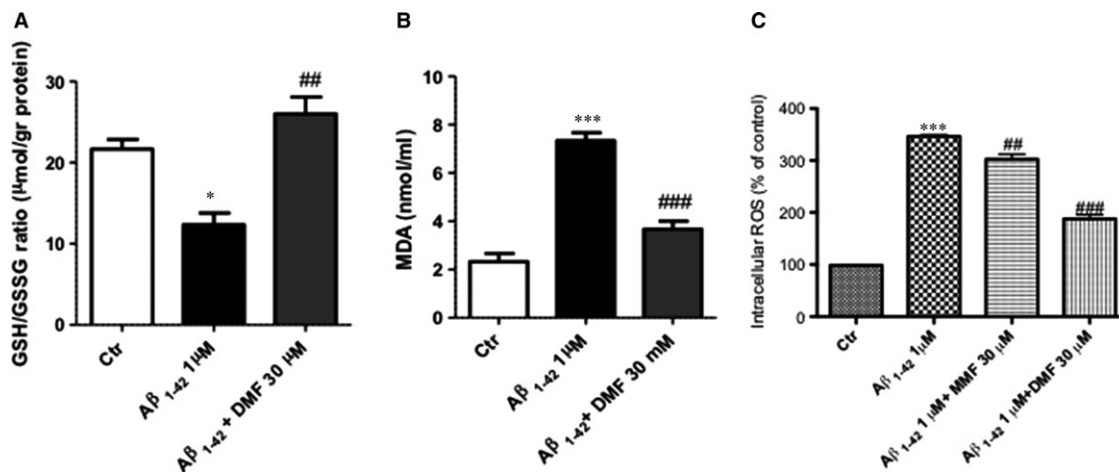 A
GSH/GSSG ratio (µmol/gr protein)
30
20
10
0
*
##
Ctr
Aβ 1-42 1µM
Aβ 1-42 + DMF 30 µM
B
MDA (nmol/ml)
10
8
6
4
2
0
***
###
Ctr
Aβ 1-42 1µM
Aβ 1-42+ DMF 30 mM
C
Intracellular ROS (% of control)
400
300
200
100
0
***
##
###
Ctr
Aβ 1-42 1µM
Aβ 1-42 1 µM+ MMF 30 µM
Aβ 1-42 1 µM+DMF 30 µM